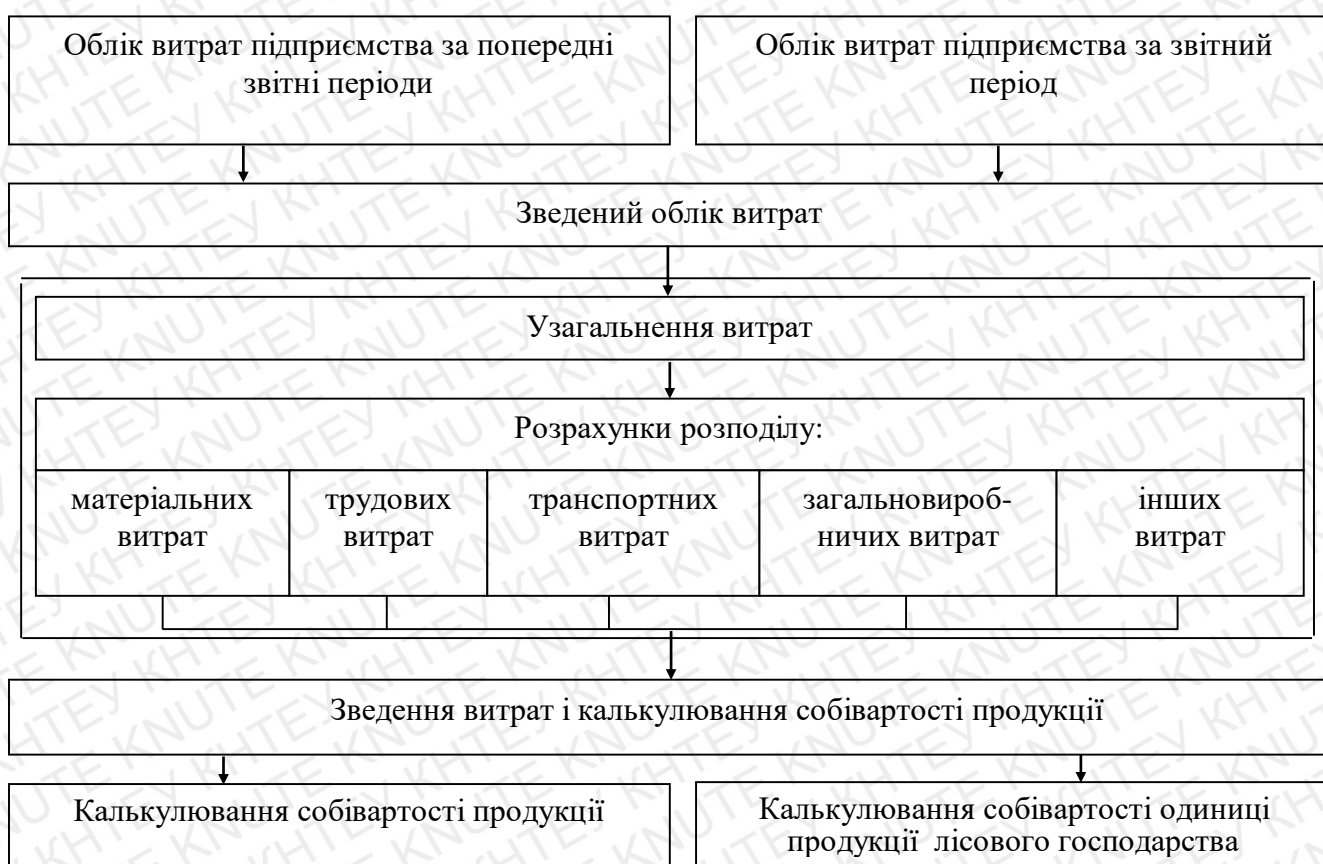 Облік витрат підприємства за попередні
звітні періоди
Облік витрат підприємства за звітний
період
Зведений облік витрат
Узагальнення витрат
Розрахунки розподілу:
матеріальних
витрат
трудових
витрат
транспортних
витрат
загальновироб-
ничих витрат
інших
витрат
Зведення витрат і калькулювання собівартості продукції
Калькулювання собівартості продукції
Калькулювання собівартості одиниці
продукції лісового господарства